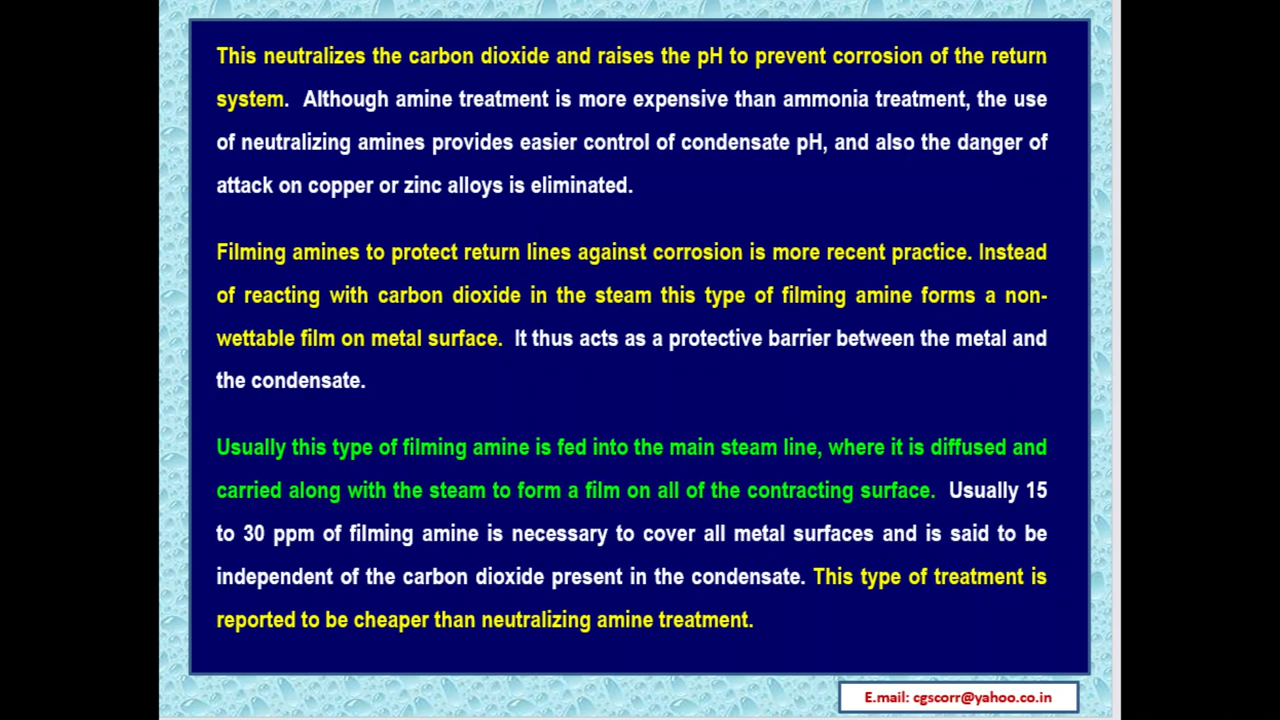 This neutralizes the carbon dioxide and raises the pH to prevent corrosion of the return
system. Although amine treatment is more expensive than ammonia treatment, the use
of neutralizing amines provides easier control of condensate pH, and also the danger of
attack on copper or zinc alloys is eliminated.
Filming amines to protect return lines against corrosion is more recent practice. Instead
of reacting with carbon dioxide in the steam this type of filming amine forms a non-
wettable film on metal surface. It thus acts as a protective barrier between the metal and
the condensate.
Usually this type of filming amine is fed into the main steam line, where it is diffused and
carried along with the steam to form a film on all of the contracting surface. Usually 15
to 30 ppm of filming amine is necessary to cover all metal surfaces and is said to be
independent of the carbon dioxide present in the condensate. This type of treatment is
reported to be cheaper than neutralizing amine treatment.
E.mail: cgscorr@yahoo.co.in